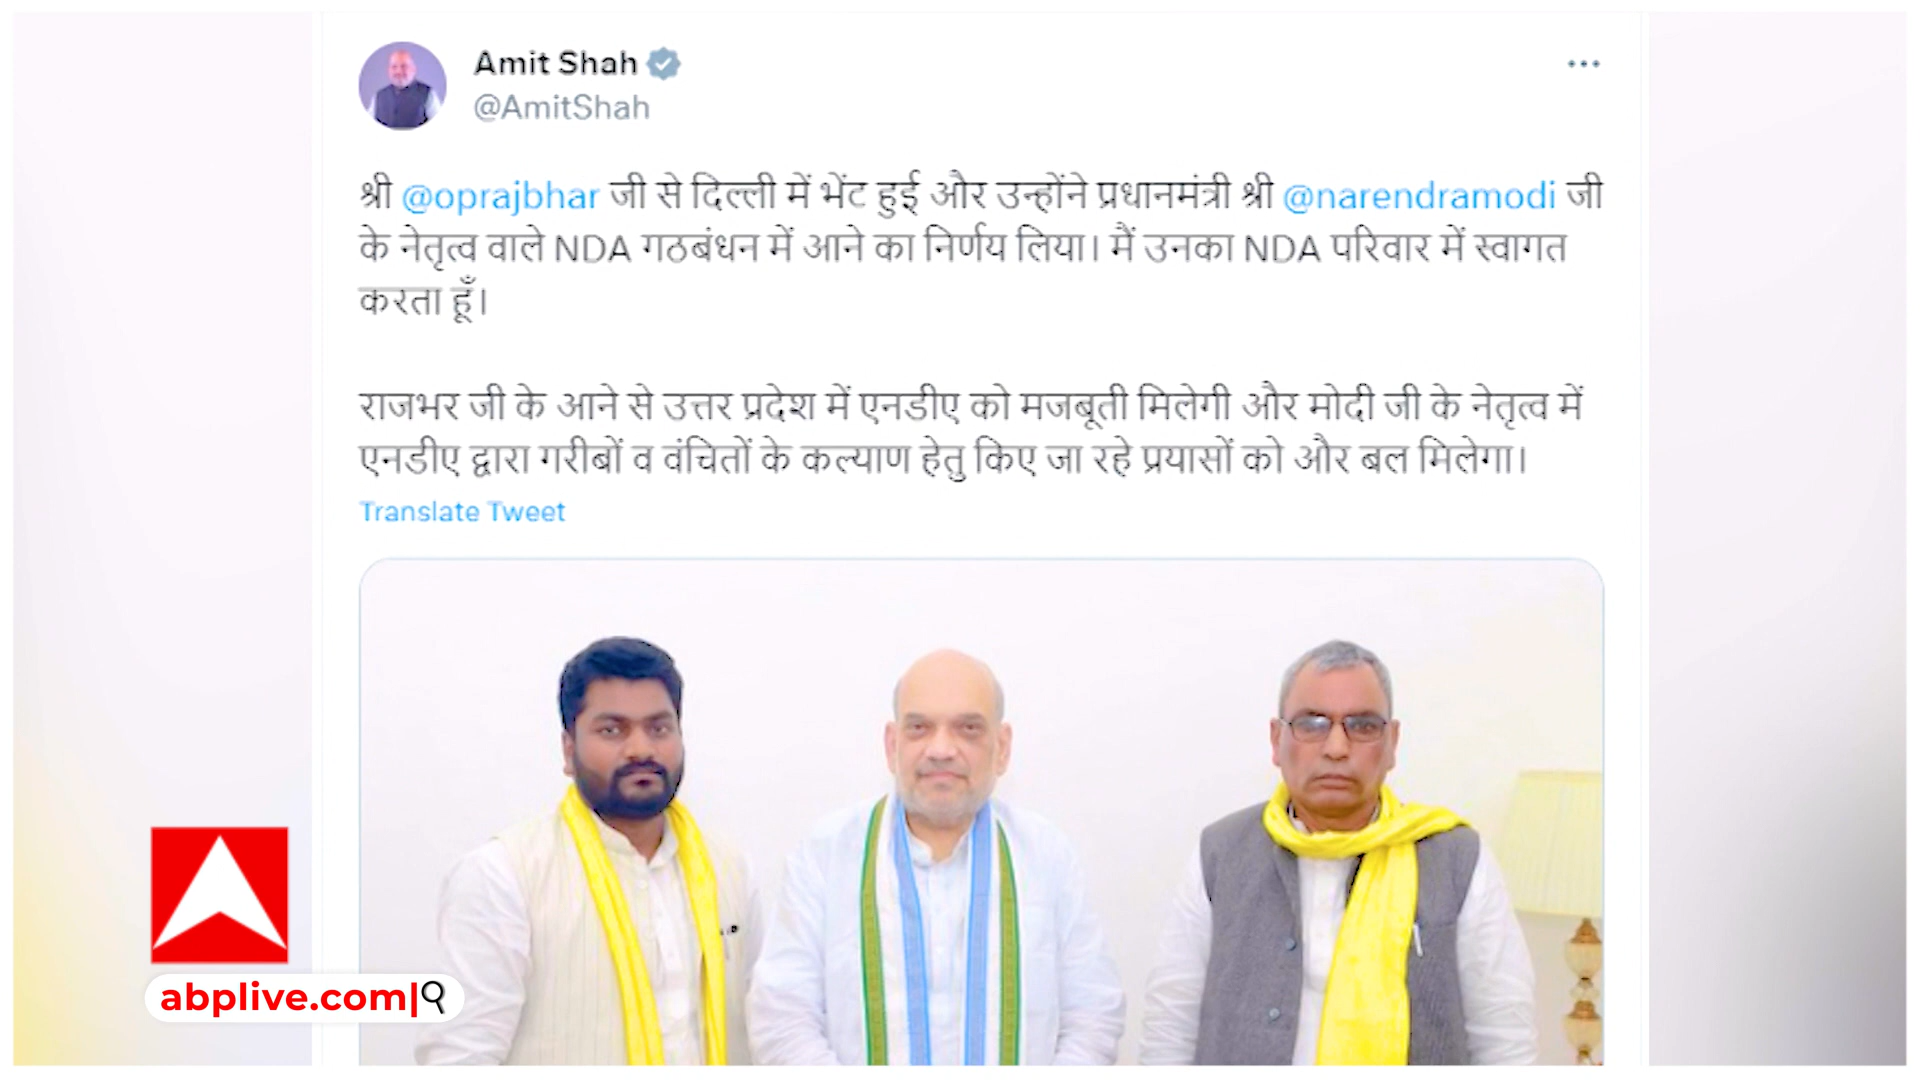 Amit Shah
@AmitShah
श्री @oprajbhar जी से दिल्ली में भेंट हुई और उन्होंने प्रधानमंत्री श्री @narendramodi जी
के नेतृत्व वाले NDA गठबंधन में आने का निर्णय लिया। मैं उनका NDA परिवार में स्वागत
करता हूँ।
राजभर जी के आने से उत्तर प्रदेश में एनडीए को मजबूती मिलेगी और मोदी जी के नेतृत्व में
एनडीए द्वारा गरीबों व वंचितों के कल्याण हेतु किए जा रहे प्रयासों को और बल मिलेगा।
Translate Tweet
abplive.com